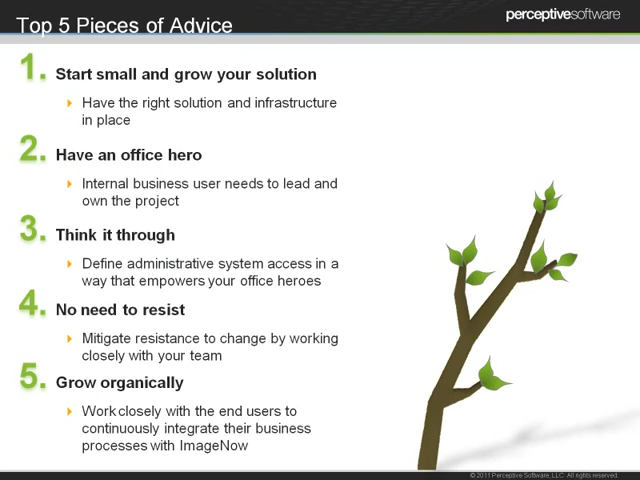 Top 5 Pieces of Advice
perceptivesoftware
1. Start small and grow your solution
Have the right solution and infrastructure
in place
2. Have an office hero
Internal business user needs to lead and
own the project
3. Think it through
Define administrative system access in a
way that empowers your office heroes
4. No need to resist
Mitigate resistance to change by working
closely with your team
5. Grow organically
Work closely with the end users to
continuously integrate their business
processes with ImageNow
© 2011 Perceptive Software, LLC. All rights reserved.